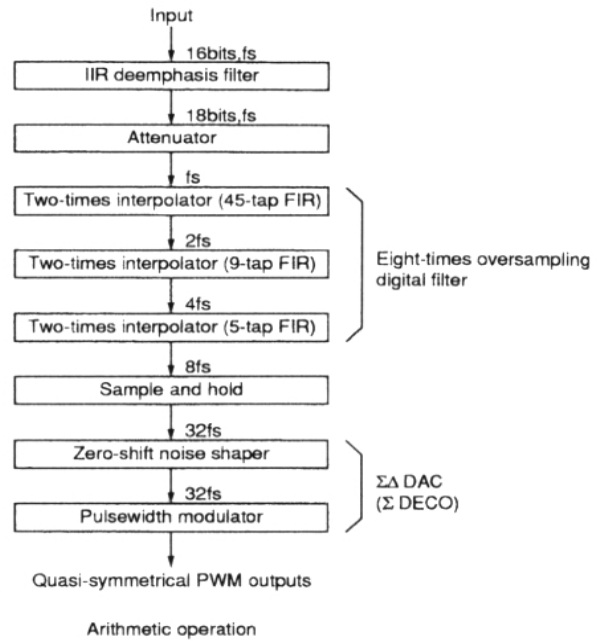 Input
16bits,fs
IIR deemphasis filter
18bits,fs
Attenuator
fs
Two-times interpolator (45-tap FIR)
2fs
Two-times interpolator (9-tap FIR)
4fs
Two-times interpolator (5-tap FIR)
Eight-times oversampling
digital filter
8fs
Sample and hold
32fs
Zero-shift noise shaper
32fs
Pulsewidth modulator
ΣΔ DAC
(Σ DECO)
Quasi-symmetrical PWM outputs
Arithmetic operation